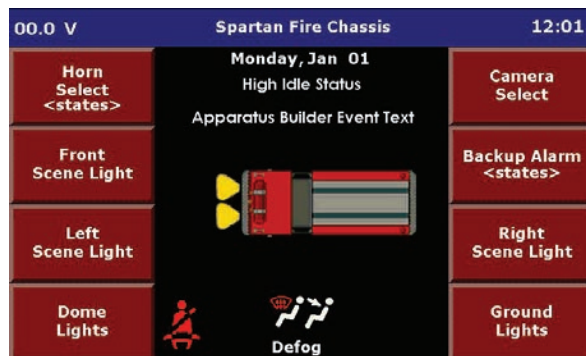 00.0 V
Spartan Fire Chassis
12:01
Horn
Select
<states>
Monday, Jan 01
High Idle Status
Apparatus Builder Event Text
Camera
Select
Front
Scene Light
Backup Alarm
<states>
Left
Scene Light
Right
Scene Light
Dome
Lights
Defog
Ground
Lights